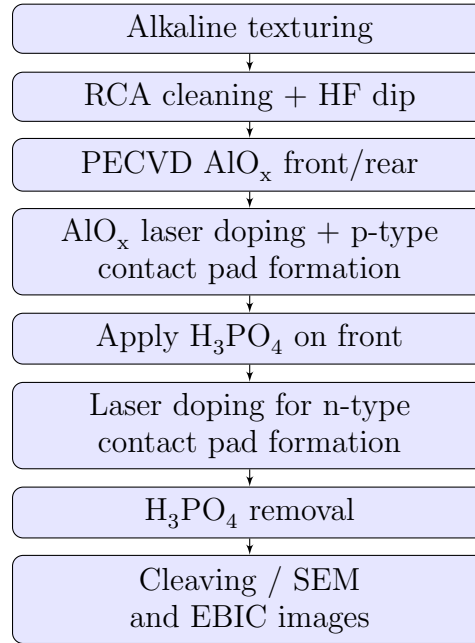 Alkaline texturing
RCA cleaning + HF dip
PECVD AlOₓ front/rear
AlOₓ laser doping + p-type
contact pad formation
Apply H₃PO₄ on front
Laser doping for n-type
contact pad formation
H₃PO₄ removal
Cleaving / SEM
and EBIC images